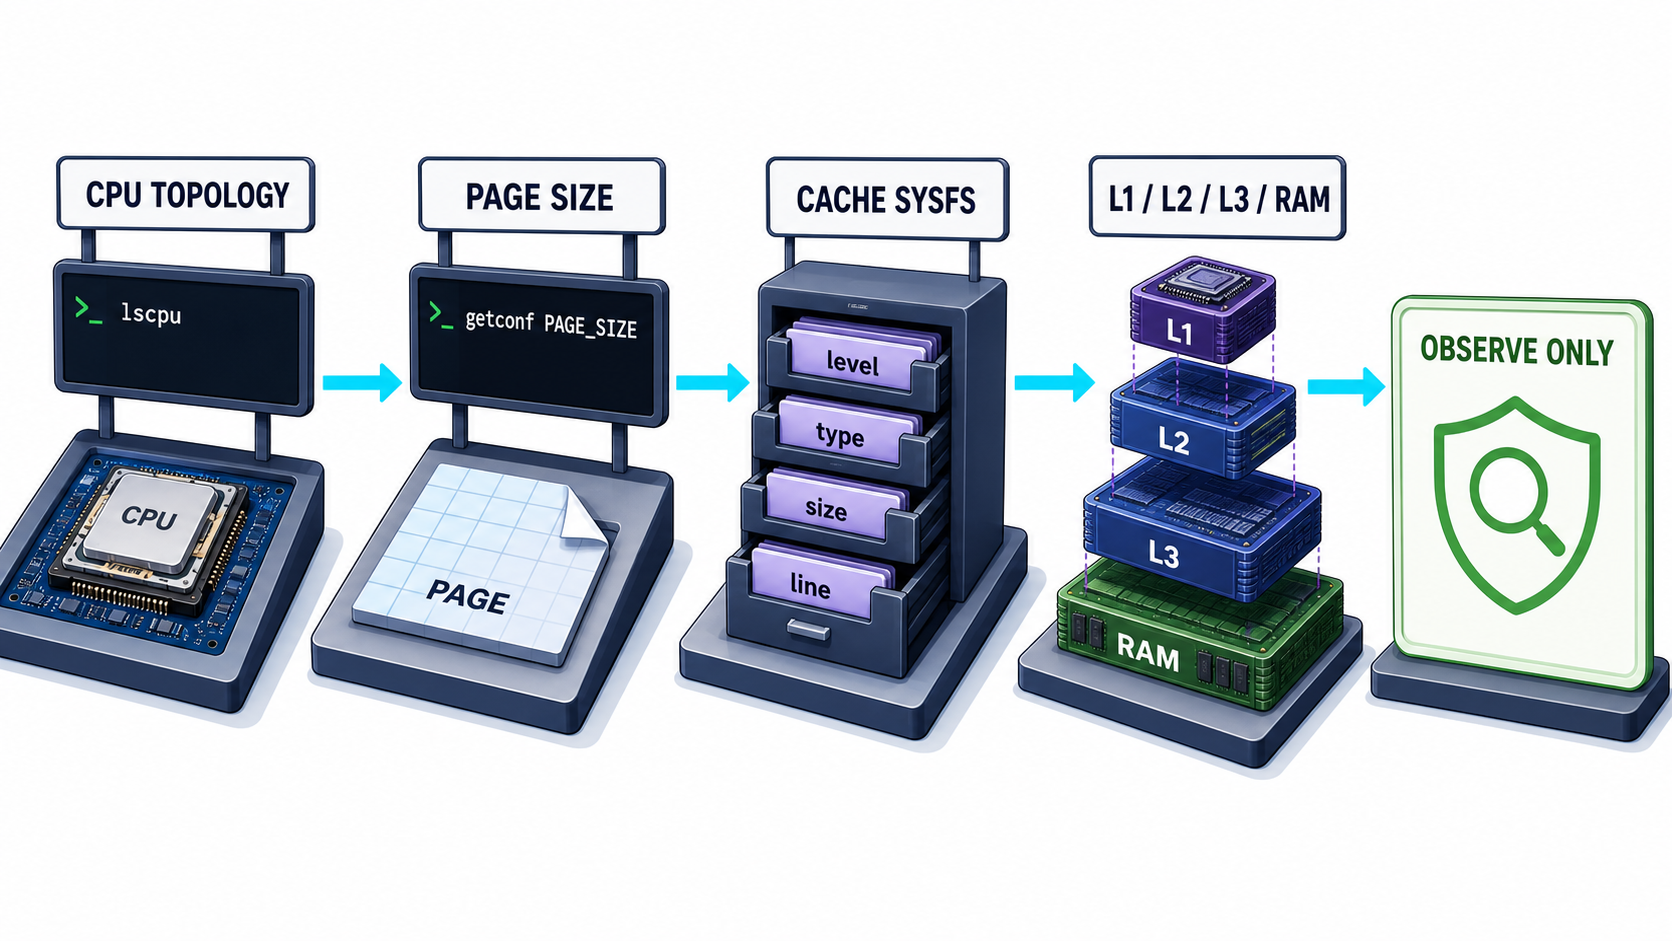 CPU TOPOLOGY
>_ lscpu
CPU
PAGE SIZE
>_ getconf PAGE_SIZE
PAGE
CACHE SYSFS
level
type
size
line
L1 / L2 / L3 / RAM
L1
L2
L3
RAM
OBSERVE ONLY